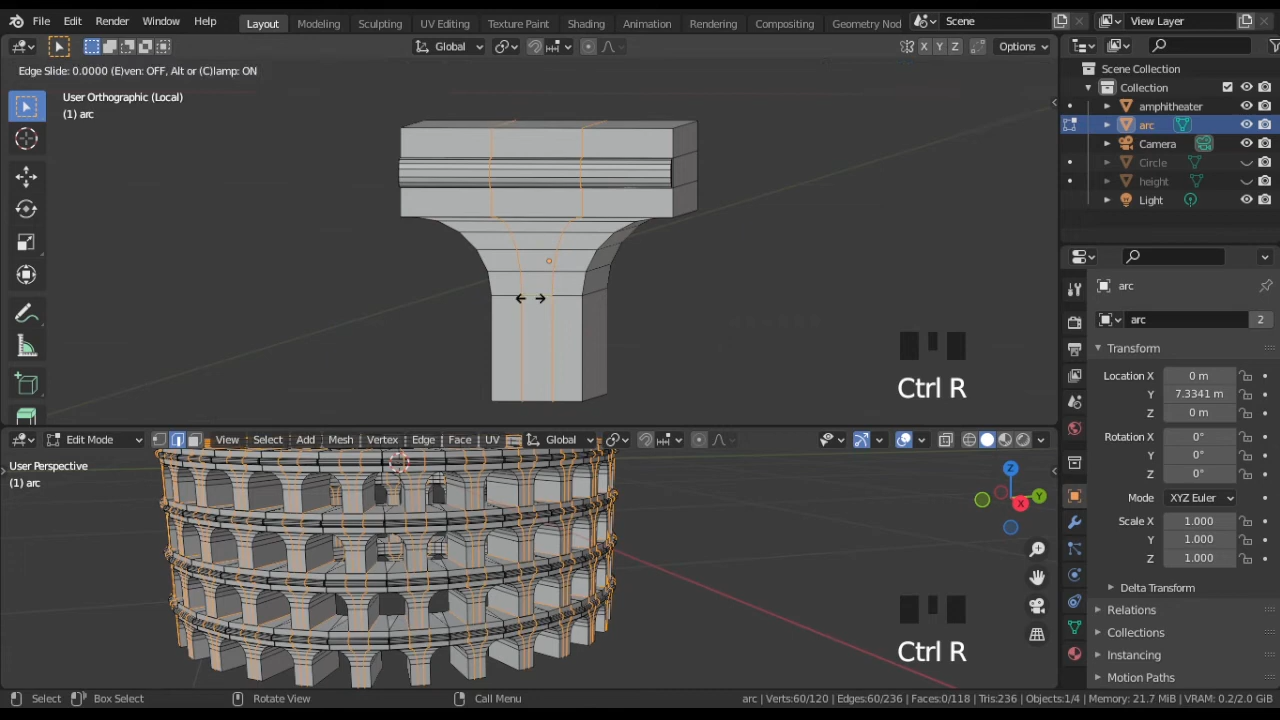 File Edit Render Window Help Layout Modeling Sculpting UV Editing Texture Paint Shading Animation Rendering Compositing Geometry Nod Scene View Layer
Global X Y Z Options
Edge Slide: 0.0000 (E)ven: OFF, Alt or (C)lamp: ON
User Orthographic (Local)
(1) arc
Ctrl R
Edit Mode View Select Add Mesh Vertex Edge Face UV Global
User Perspective
(1) arc
Z
Y
X
Ctrl R
Scene Collection
Collection
amphitheater
arc
Camera
Circle
height
Light
arc
arc 2
Transform
Location X 0 m
Y 7.3341 m
Z 0 m
Rotation X 0°
Y 0°
Z 0°
Mode XYZ Euler
Scale X 1.000
Y 1.000
Z 1.000
Delta Transform
Relations
Collections
Instancing
Motion Paths
Select Box Select Rotate View Call Menu arc | Verts:60/120 | Edges:60/236 | Faces:0/118 | Tris:236 | Objects:1/4 | Memory: 21.7 MiB | VRAM: 0.2/2.0 GiB